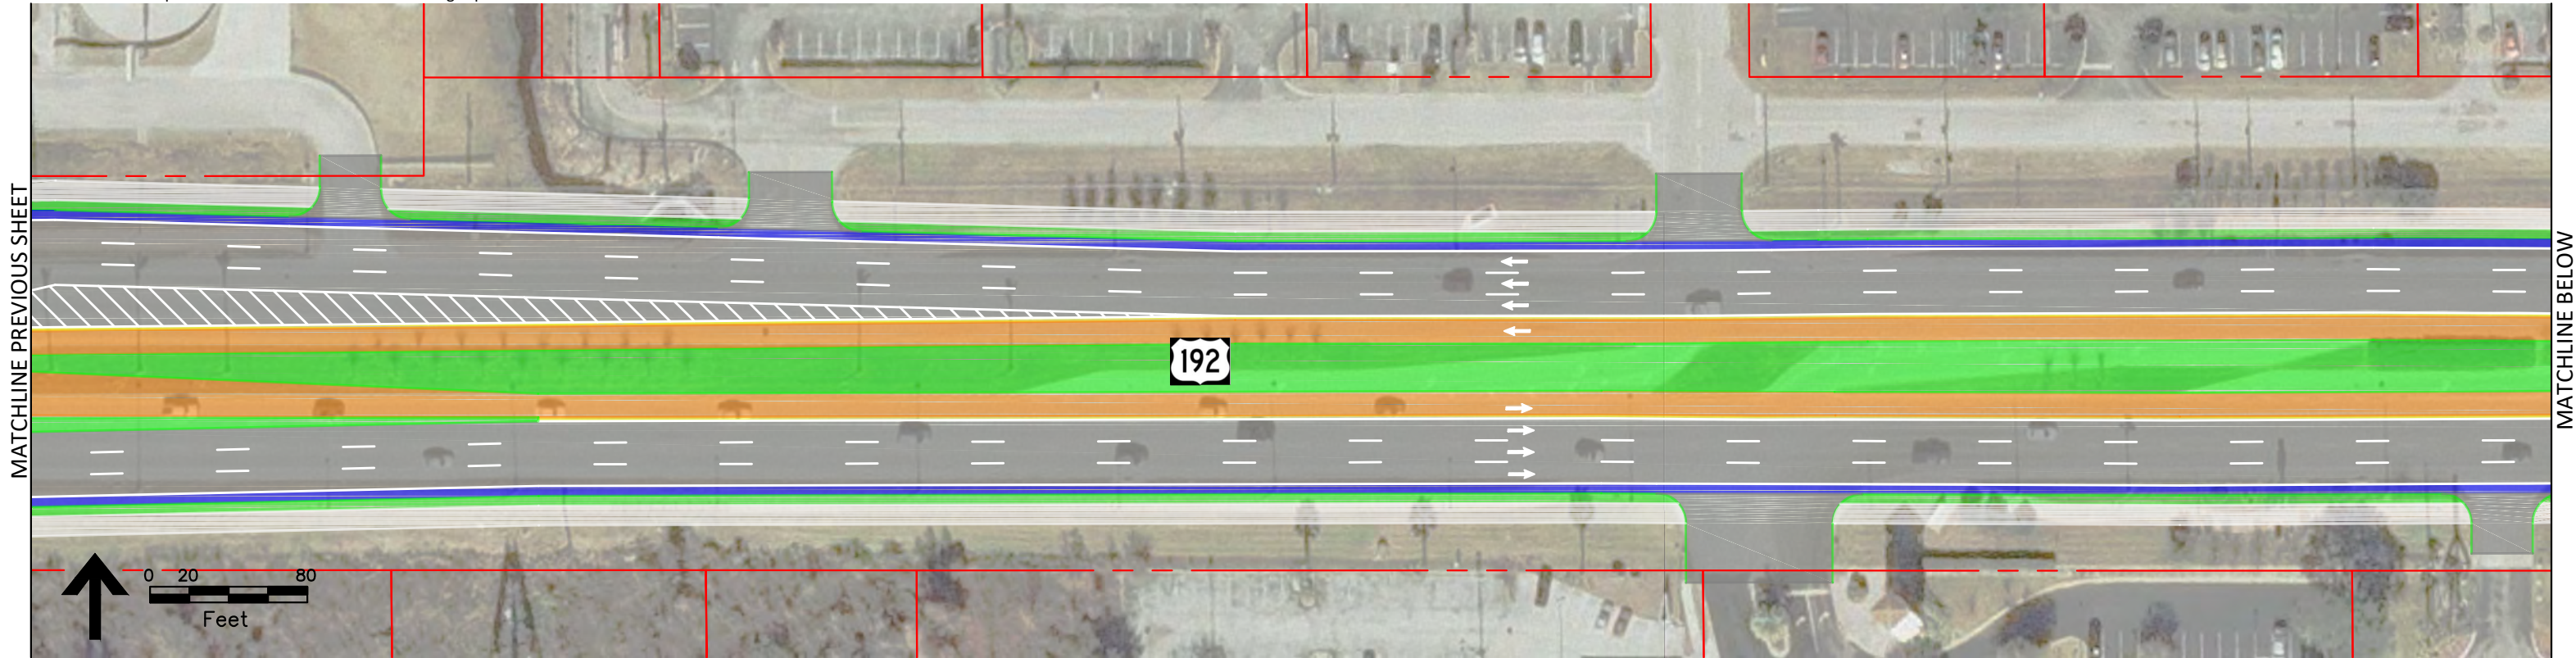 MATCHLINE PREVIOUS SHEET
192
MATCHLINE BELOW
0 20 80
Feet